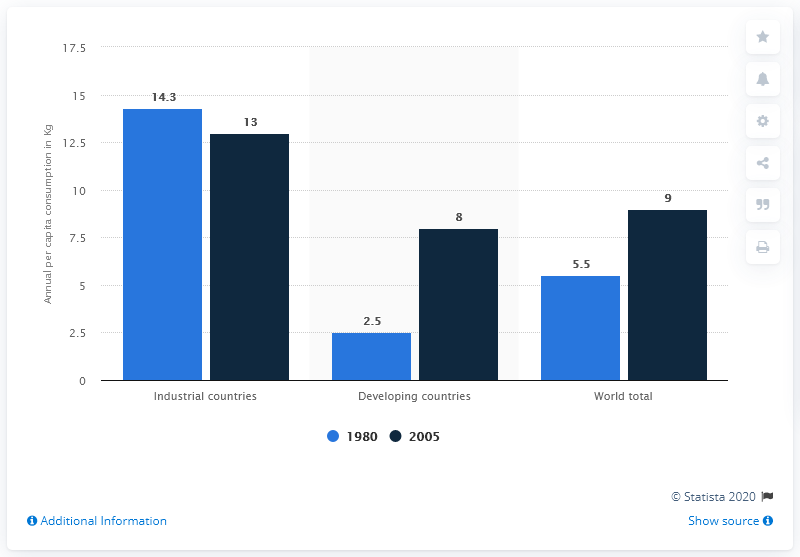 17.5
15
12.5
10
7.5
5
2.5
0
Annual per capita consumption in Kg
14.3
13
2.5
8
5.5
9
Industrial countries
Developing countries
World total
1980
2005
© Statista 2020
Additional Information
Show source